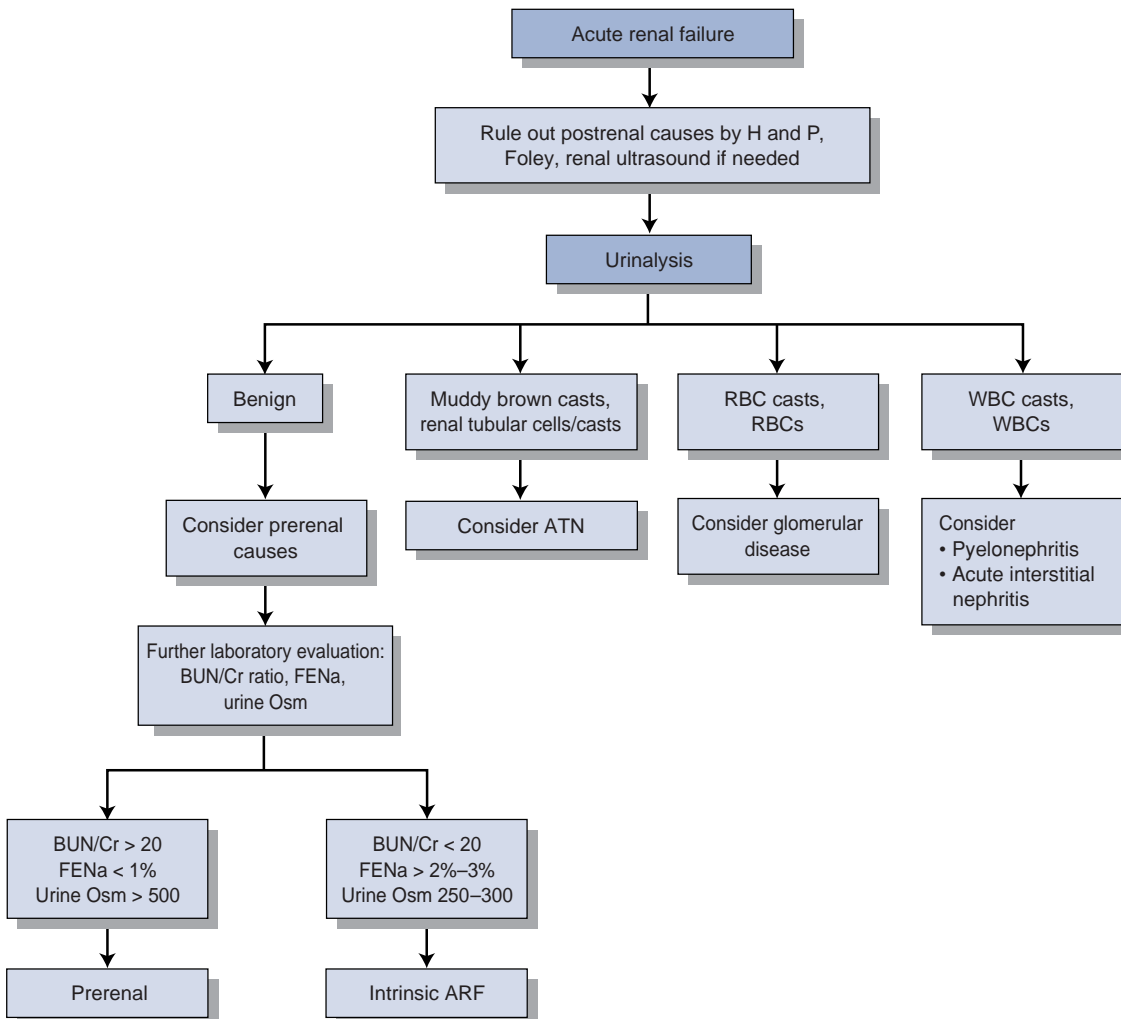 Acute renal failure
Rule out postrenal causes by H and P,
Foley, renal ultrasound if needed
Urinalysis
Benign
Muddy brown casts,
renal tubular cells/casts
RBC casts,
RBCs
WBC casts,
WBCs
Consider prerenal
causes
Consider ATN
Consider glomerular
disease
Consider
• Pyelonephritis
• Acute interstitial
nephritis
Further laboratory evaluation:
BUN/Cr ratio, FENa,
urine Osm
BUN/Cr > 20
FENa < 1%
Urine Osm > 500
BUN/Cr < 20
FENa > 2%–3%
Urine Osm 250–300
Prerenal
Intrinsic ARF